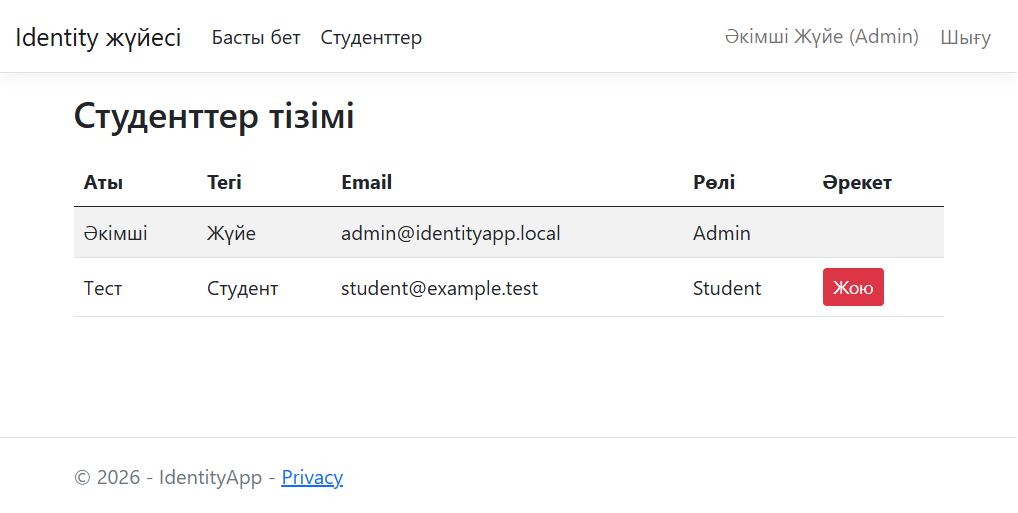 Identity жүйесі Басты бет Студенттер Әкімші Жүйе (Admin) Шығу
Студенттер тізімі
Аты Тегі Email Рөлі Әрекет
Әкімші Жүйе admin@identityapp.local Admin
Тест Студент student@example.test Student Жою
© 2026 - IdentityApp - Privacy